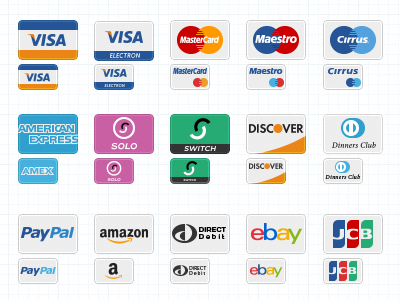 VISA
VISA
ELECTRON
MasterCard
Maestro
Cirrus
VISA
VISA
ELECTRON
MasterCard
Maestro
Cirrus
AMERICAN
EXPRESS
SOLO
SWITCH
DISCOVER
Dinners Club
AMEX
SOLO
SWITCH
DISCOVER
Dinners Club
PayPal
amazon
DIRECT
Debit
ebay
JCB
PayPal
a
DIRECT
Debit
ebay
JCB